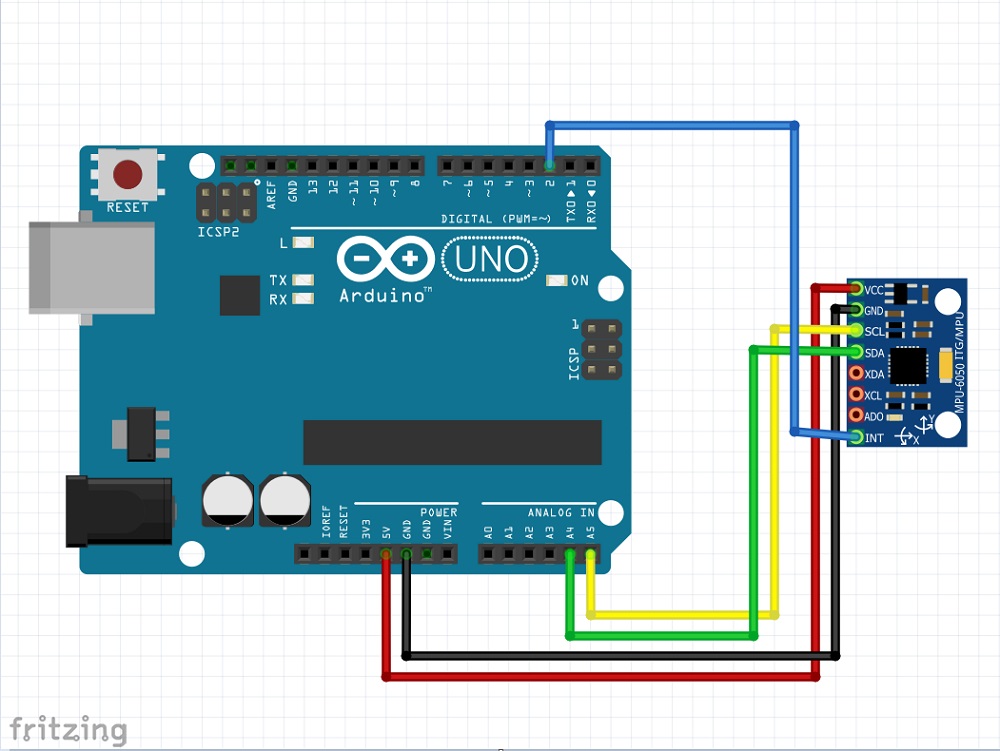 RESET
ICSP2
AREF
GND
13
12
~11
~10
~9
8
7
~6
~5
4
~3
2
TX0▶1
RX0◀0
DIGITAL (PWM=~)
L
TX
RX
Arduino™
UNO
ON
1
ICSP
VCC
GND
SCL
SDA
XDA
XCL
ADO
INT
MPU-6050 ITG/MPU
Y
X
IOREF
RESET
3V3
5V
GND
GND
VIN
POWER
ANALOG IN
A0
A1
A2
A3
A4
A5
fritzing